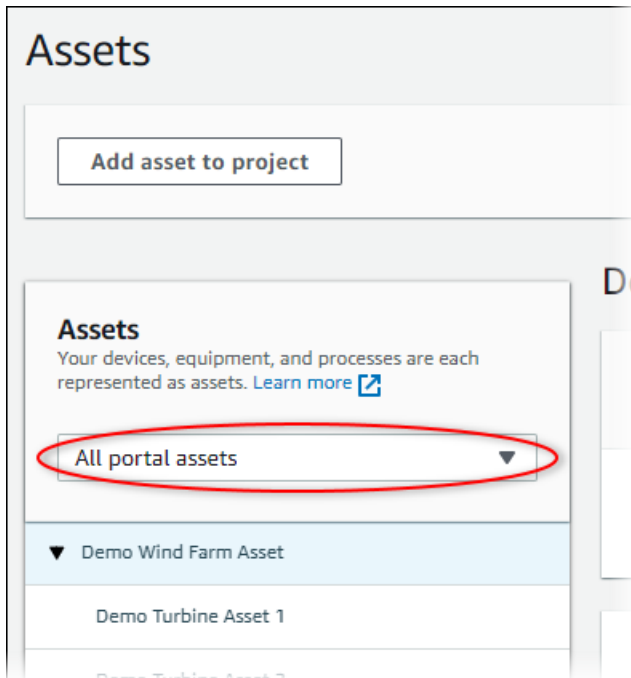 Assets
Add asset to project
Assets
Your devices, equipment, and processes are each
represented as assets. Learn more
All portal assets
Demo Wind Farm Asset
Demo Turbine Asset 1